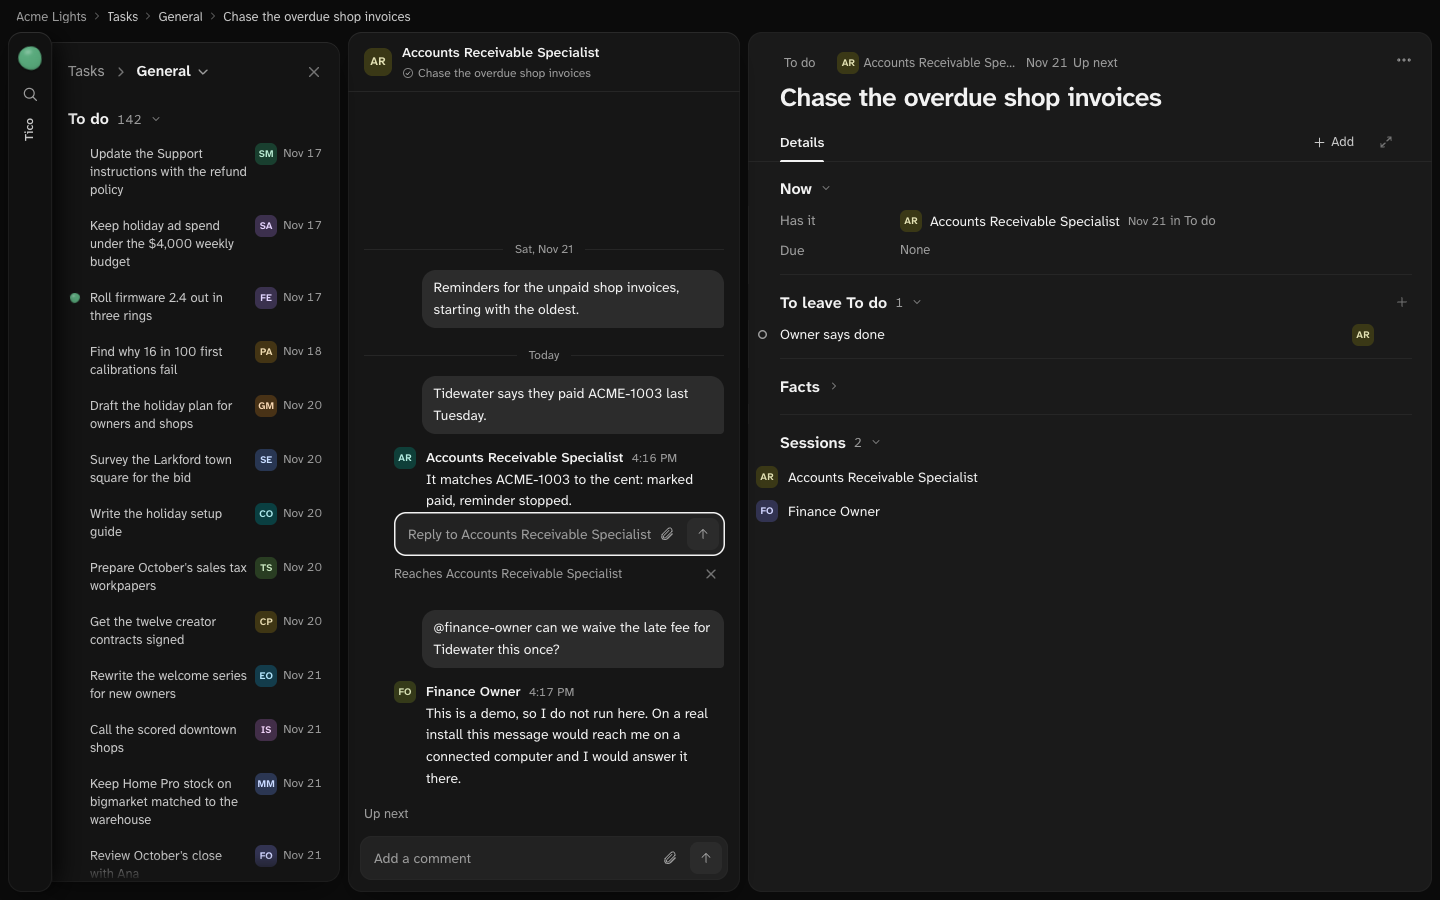 Acme Lights > Tasks > General > Chase the overdue shop invoices
Tico
Tasks > General
To do 142
Update the Support
instructions with the refund
policy
SM Nov 17
Keep holiday ad spend
under the $4,000 weekly
budget
SA Nov 17
Roll firmware 2.4 out in
three rings
FE Nov 17
Find why 16 in 100 first
calibrations fail
PA Nov 18
Draft the holiday plan for
owners and shops
GM Nov 20
Survey the Larkford town
square for the bid
SE Nov 20
Write the holiday setup
guide
CO Nov 20
Prepare October's sales tax
workpapers
TS Nov 20
Get the twelve creator
contracts signed
CP Nov 20
Rewrite the welcome series
for new owners
EO Nov 21
Call the scored downtown
shops
IS Nov 21
Keep Home Pro stock on
bigmarket matched to the
warehouse
MM Nov 21
Review October's close
with Ana
FO Nov 21
AR Accounts Receivable Specialist
Chase the overdue shop invoices
Sat, Nov 21
Reminders for the unpaid shop invoices,
starting with the oldest.
Today
Tidewater says they paid ACME-1003 last
Tuesday.
AR Accounts Receivable Specialist 4:16 PM
It matches ACME-1003 to the cent: marked
paid, reminder stopped.
Reply to Accounts Receivable Specialist
Reaches Accounts Receivable Specialist
@finance-owner can we waive the late fee for
Tidewater this once?
FO Finance Owner 4:17 PM
This is a demo, so I do not run here. On a real
install this message would reach me on a
connected computer and I would answer it
there.
Up next
Add a comment
To do AR Accounts Receivable Spe... Nov 21 Up next
Chase the overdue shop invoices
Details
+ Add
Now
Has it AR Accounts Receivable Specialist Nov 21 in To do
Due None
To leave To do 1
Owner says done AR
Facts
Sessions 2
AR Accounts Receivable Specialist
FO Finance Owner